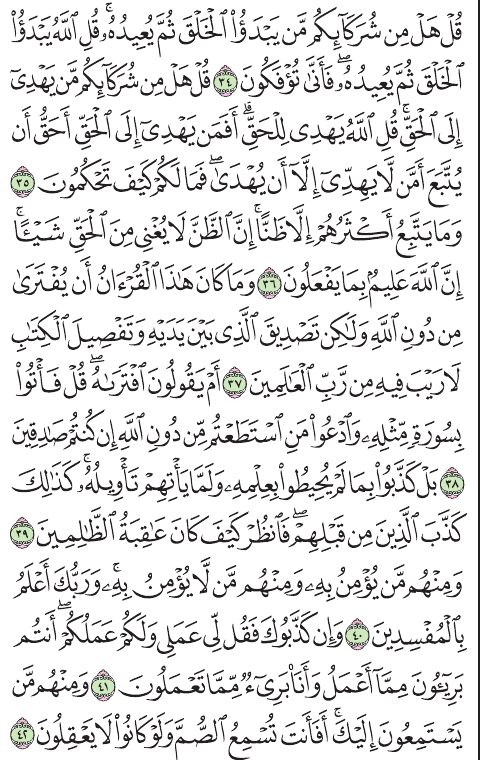 قُلْ هَلْ مِن شُرَكَآئِكُم مَّن يَبْدَؤُا۟ ٱلْخَلْقَ ثُمَّ يُعِيدُهُۥ ۚ قُلِ ٱللَّهُ يَبْدَؤُا۟
ٱلْخَلْقَ ثُمَّ يُعِيدُهُۥ ۖ فَأَنَّىٰ تُؤْفَكُونَ ٣٤ قُلْ هَلْ مِن شُرَكَآئِكُم مَّن يَهْدِىٓ
إِلَى ٱلْحَقِّ ۚ قُلِ ٱللَّهُ يَهْدِى لِلْحَقِّ ۗ أَفَمَن يَهْدِىٓ إِلَى ٱلْحَقِّ أَحَقُّ أَن
يُتَّبَعَ أَمَّن لَّا يَهِدِّىٓ إِلَّآ أَن يُهْدَىٰ ۖ فَمَا لَكُمْ كَيْفَ تَحْكُمُونَ ٣٥
وَمَا يَتَّبِعُ أَكْثَرُهُمْ إِلَّا ظَنًّا ۚ إِنَّ ٱلظَّنَّ لَا يُغْنِى مِنَ ٱلْحَقِّ شَيْـًٔا ۚ
إِنَّ ٱللَّهَ عَلِيمٌۢ بِمَا يَفْعَلُونَ ٣٦ وَمَا كَانَ هَٰذَا ٱلْقُرْءَانُ أَن يُفْتَرَىٰ
مِن دُونِ ٱللَّهِ وَلَٰكِن تَصْدِيقَ ٱلَّذِى بَيْنَ يَدَيْهِ وَتَفْصِيلَ ٱلْكِتَٰبِ
لَا رَيْبَ فِيهِ مِن رَّبِّ ٱلْعَٰلَمِينَ ٣٧ أَمْ يَقُولُونَ ٱفْتَرَىٰهُ ۖ قُلْ فَأْتُوا۟
بِسُورَةٍ مِّثْلِهِۦ وَٱدْعُوا۟ مَنِ ٱسْتَطَعْتُم مِّن دُونِ ٱللَّهِ إِن كُنتُمْ صَٰدِقِينَ
٣٨ بَلْ كَذَّبُوا۟ بِمَا لَمْ يُحِيطُوا۟ بِعِلْمِهِۦ وَلَمَّا يَأْتِهِمْ تَأْوِيلُهُۥ ۚ كَذَٰلِكَ
كَذَّبَ ٱلَّذِينَ مِن قَبْلِهِمْ ۖ فَٱنظُرْ كَيْفَ كَانَ عَٰقِبَةُ ٱلظَّٰلِمِينَ ٣٩
وَمِنْهُم مَّن يُؤْمِنُ بِهِۦ وَمِنْهُم مَّن لَّا يُؤْمِنُ بِهِۦ ۚ وَرَبُّكَ أَعْلَمُ
بِٱلْمُفْسِدِينَ ٤٠ وَإِن كَذَّبُوكَ فَقُل لِّى عَمَلِى وَلَكُمْ عَمَلُكُمْ ۖ أَنتُم
بَرِيٓـُٔونَ مِمَّآ أَعْمَلُ وَأَنَا۠ بَرِىٓءٌ مِّمَّا تَعْمَلُونَ ٤١ وَمِنْهُم مَّن
يَسْتَمِعُونَ إِلَيْكَ ۚ أَفَأَنتَ تُسْمِعُ ٱلصُّمَّ وَلَوْ كَانُوا۟ لَا يَعْقِلُونَ ٤٢